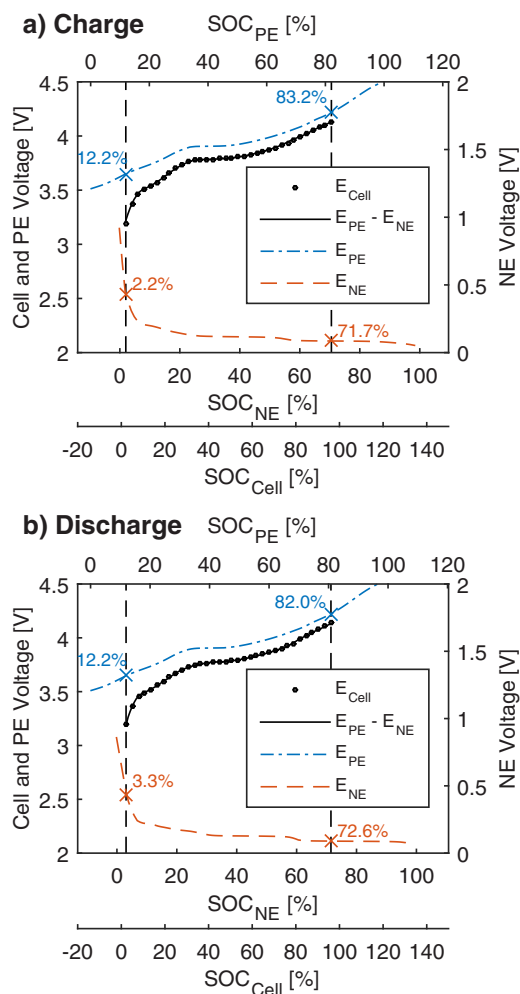 a) Charge
SOC_PE [%]
0 20 40 60 80 100 120
4.5
4
3.5
3
2.5
2
Cell and PE Voltage [V]
2
1.5
1
0.5
0
NE Voltage [V]
83.2%
12.2%
2.2%
71.7%
E_Cell
E_PE - E_NE
E_PE
E_NE
0 20 40 60 80 100
SOC_NE [%]
-20 0 20 40 60 80 100 120 140
SOC_Cell [%]
b) Discharge
SOC_PE [%]
0 20 40 60 80 100 120
4.5
4
3.5
3
2.5
2
Cell and PE Voltage [V]
2
1.5
1
0.5
0
NE Voltage [V]
82.0%
12.2%
3.3%
72.6%
E_Cell
E_PE - E_NE
E_PE
E_NE
0 20 40 60 80 100
SOC_NE [%]
-20 0 20 40 60 80 100 120 140
SOC_Cell [%]